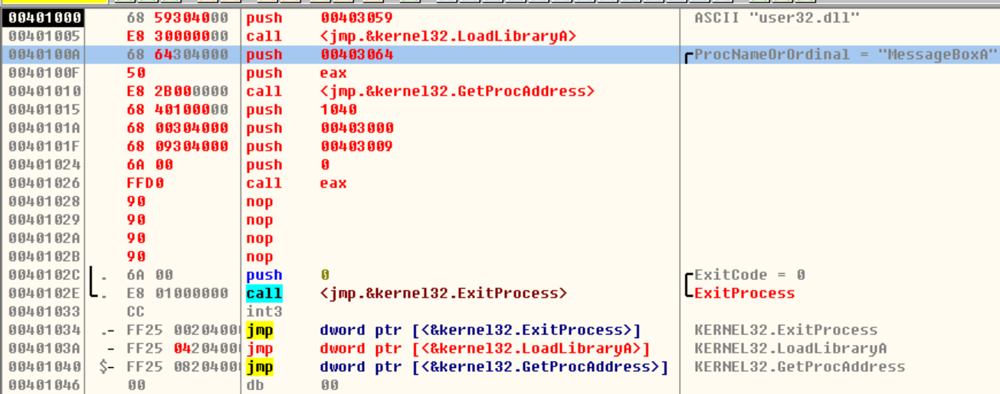 00401000 68 59304000 push 00403059 ASCII "user32.dll"
00401005 E8 30000000 call <jmp.&kernel32.LoadLibraryA>
0040100A 68 64304000 push 00403064 ProcNameOrOrdinal = "MessageBoxA"
0040100F 50 push eax
00401010 E8 2B000000 call <jmp.&kernel32.GetProcAddress>
00401015 68 40100000 push 1040
0040101A 68 00304000 push 00403000
0040101F 68 09304000 push 00403009
00401024 6A 00 push 0
00401026 FFD0 call eax
00401028 90 nop
00401029 90 nop
0040102A 90 nop
0040102B 90 nop
0040102C . 6A 00 push 0 ExitCode = 0
0040102E . E8 01000000 call <jmp.&kernel32.ExitProcess> ExitProcess
00401033 CC int3
00401034 .- FF25 00204000 jmp dword ptr [<&kernel32.ExitProcess>] KERNEL32.ExitProcess
0040103A - FF25 04204000 jmp dword ptr [<&kernel32.LoadLibraryA>] KERNEL32.LoadLibraryA
00401040 $- FF25 08204000 jmp dword ptr [<&kernel32.GetProcAddress>] KERNEL32.GetProcAddress
00401046 00 db 00